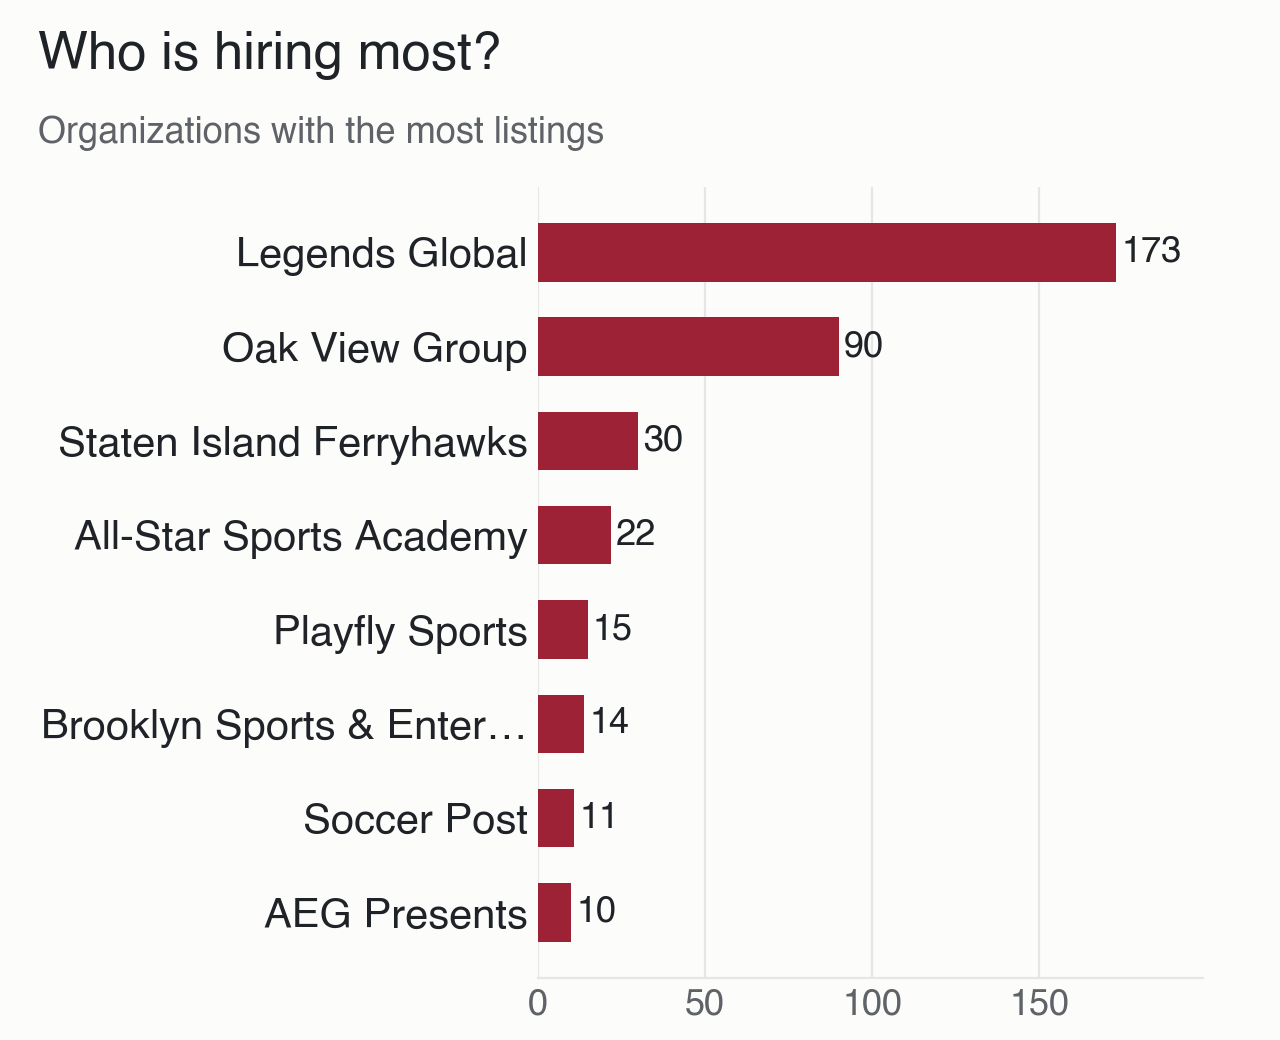 Who is hiring most?
Organizations with the most listings
Legends Global 173
Oak View Group 90
Staten Island Ferryhawks 30
All-Star Sports Academy 22
Playfly Sports 15
Brooklyn Sports & Enter… 14
Soccer Post 11
AEG Presents 10
0 50 100 150